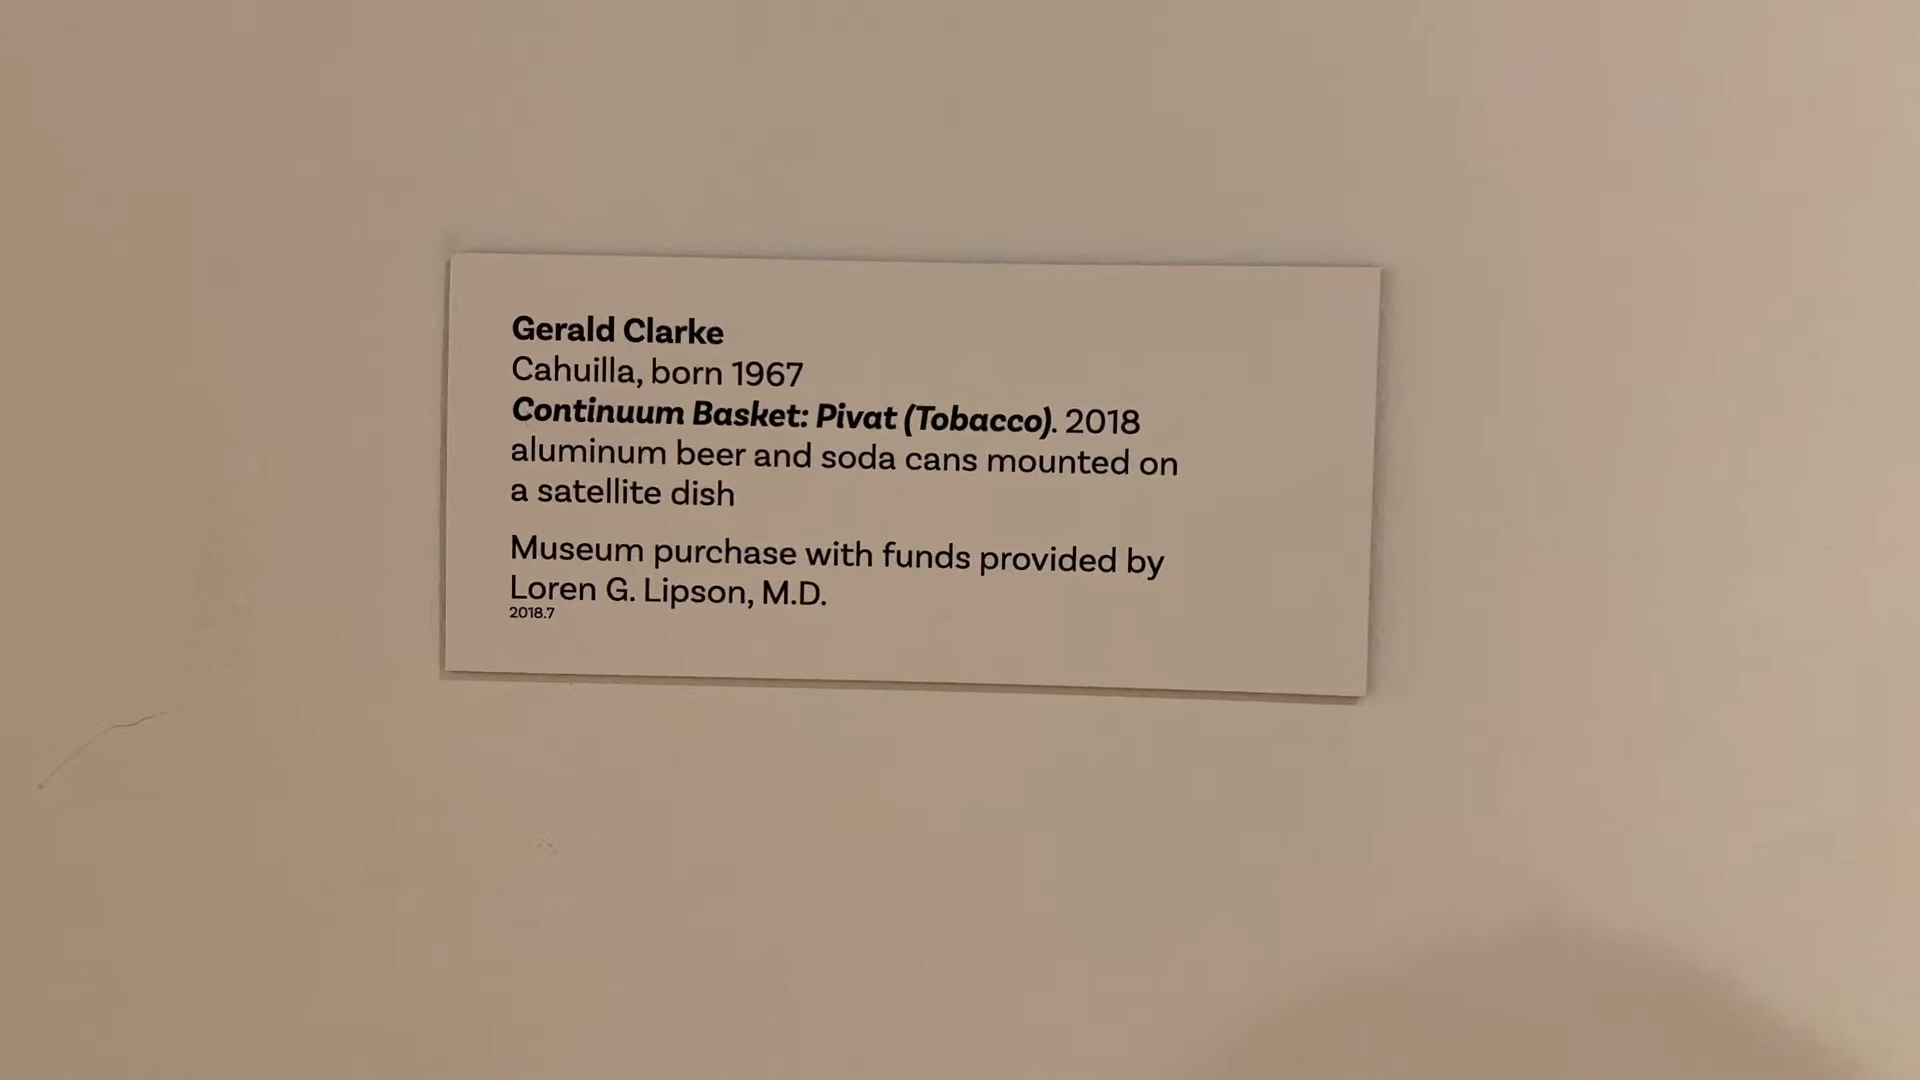 Gerald Clarke
Cahuilla, born 1967
Continuum Basket: Pivat (Tobacco). 2018
aluminum beer and soda cans mounted on
a satellite dish
Museum purchase with funds provided by
Loren G. Lipson, M.D.
2018.7